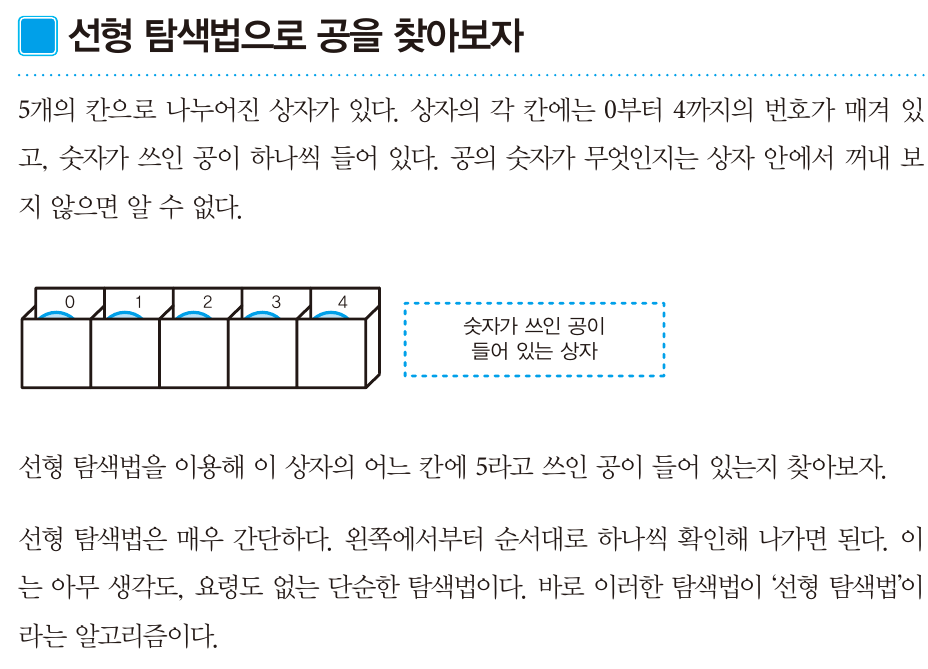 선형 탐색법으로 공을 찾아보자
5개의 칸으로 나누어진 상자가 있다. 상자의 각 칸에는 0부터 4까지의 번호가 매겨 있
고, 숫자가 쓰인 공이 하나씩 들어 있다. 공의 숫자가 무엇인지는 상자 안에서 꺼내 보
지 않으면 알 수 없다.
0 1 2 3 4
숫자가 쓰인 공이
들어 있는 상자
선형 탐색법을 이용해 이 상자의 어느 칸에 5라고 쓰인 공이 들어 있는지 찾아보자.
선형 탐색법은 매우 간단하다. 왼쪽에서부터 순서대로 하나씩 확인해 나가면 된다. 이
는 아무 생각도, 요령도 없는 단순한 탐색법이다. 바로 이러한 탐색법이 ‘선형 탐색법’이
라는 알고리즘이다.